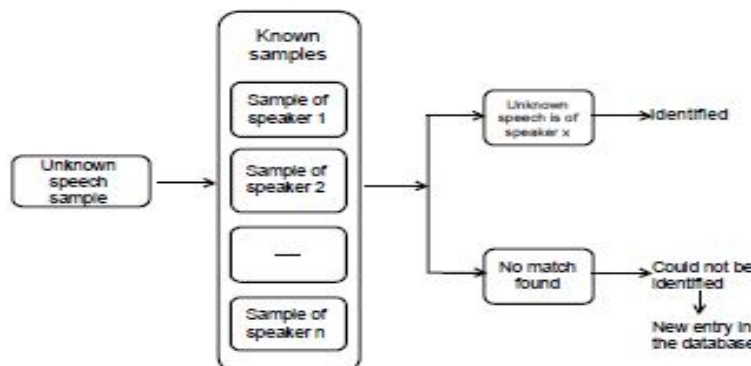 Known
samples
Sample of
speaker 1
Unknown
speech
sample
Sample of
speaker 2
—
Sample of
speaker n
Unknown
speech is of
speaker x
Identified
No match
found
Could not be
identified
New entry in
the database